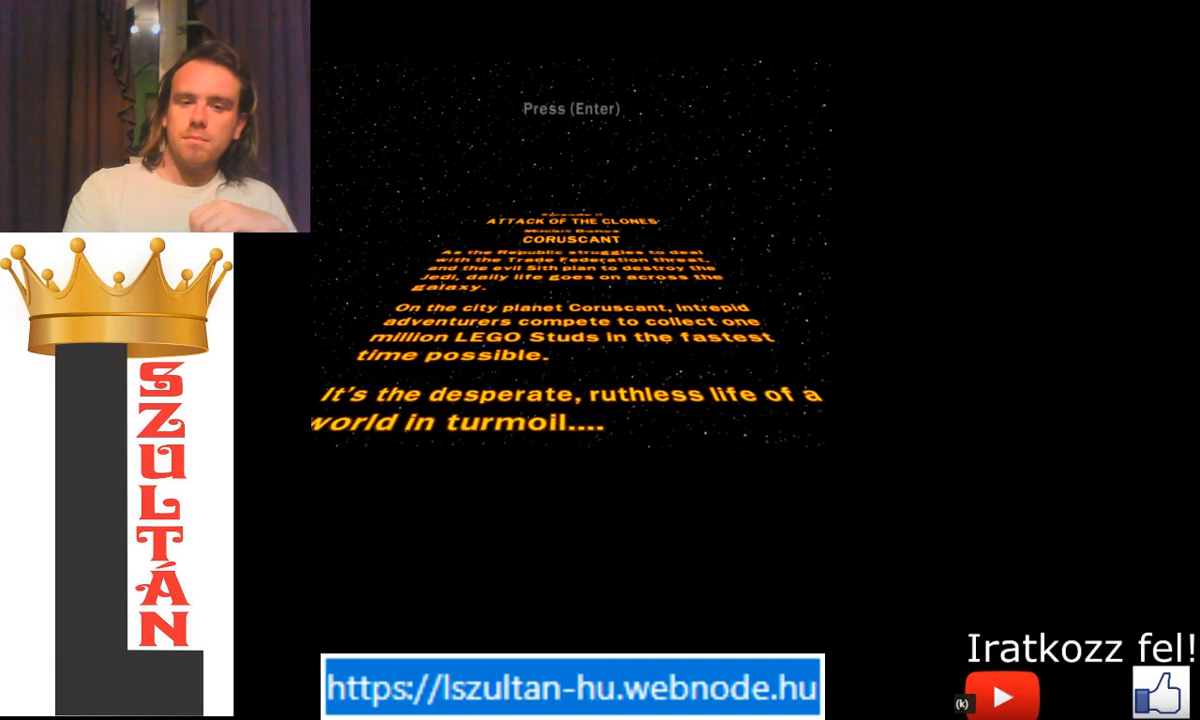 Press (Enter)
Episode II
ATTACK OF THE CLONES
CORUSCANT
As the Republic struggles to deal
with the Trade Federation threat,
and the evil Sith plan to destroy the
Jedi, daily life goes on across the
galaxy.
On the city planet Coruscant, intrepid
adventurers compete to collect one
million LEGO Studs in the fastest
time possible.
It's the desperate, ruthless life of a
world in turmoil....
L
SZULTÁN
https://lszultan-hu.webnode.hu
Iratkozz fel!
(k)